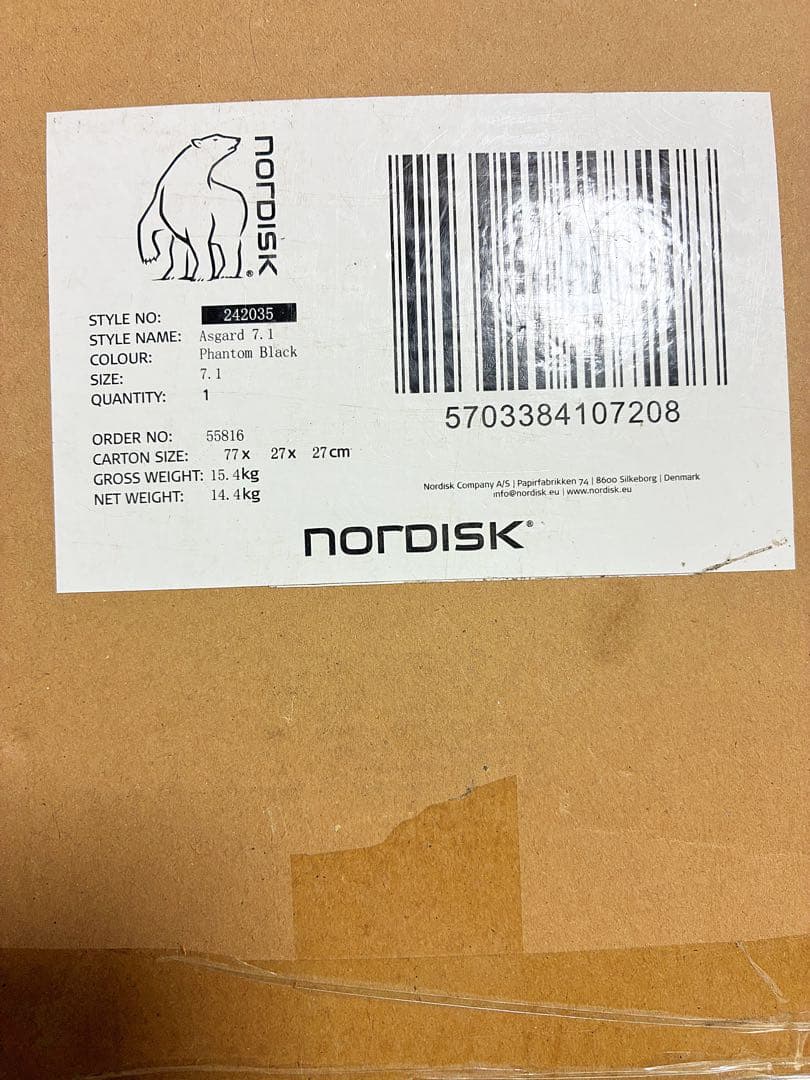 NORDISK®
STYLE NO: 242035
STYLE NAME: Asgard 7.1
COLOUR: Phantom Black
SIZE: 7.1
QUANTITY: 1
ORDER NO: 55816
CARTON SIZE: 77x 27x 27cm
GROSS WEIGHT: 15.4kg
NET WEIGHT: 14.4kg
5703384107208
Nordisk Company A/S | Papirfabrikken 74 | 8600 Silkeborg | Denmark
info@nordisk.eu | www.nordisk.eu
NORDISK®